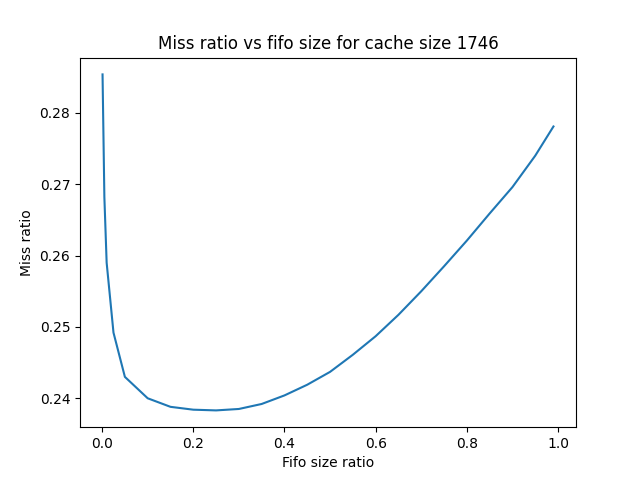 Miss ratio vs fifo size for cache size 1746
0.28
0.27
0.26
0.25
0.24
Miss ratio
0.0 0.2 0.4 0.6 0.8 1.0
Fifo size ratio